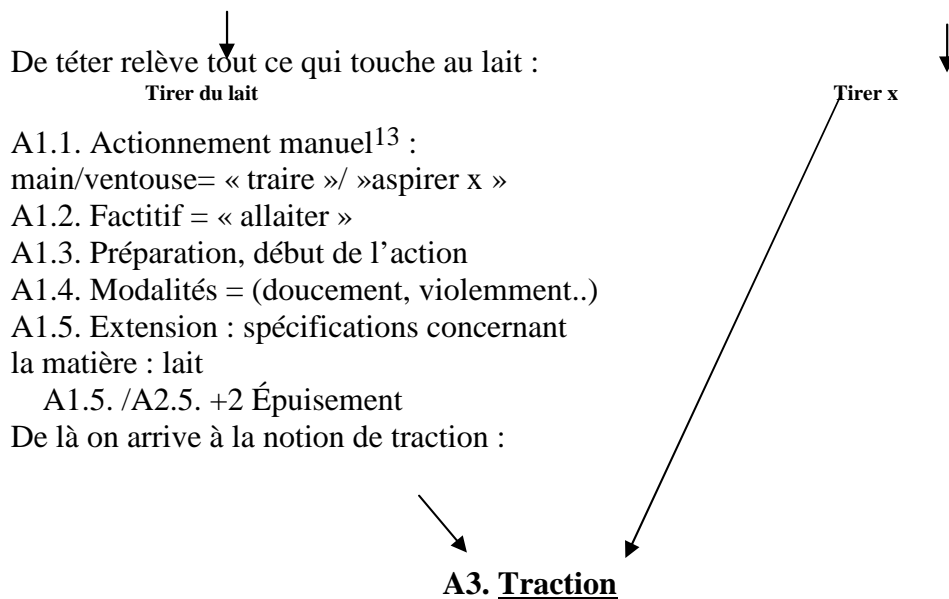 De téter relève tout ce qui touche au lait :
Tirer du lait Tirer x
A1.1. Actionnement manuel13 :
main/ventouse= « traire »/ »aspirer x »
A1.2. Factitif = « allaiter »
A1.3. Préparation, début de l’action
A1.4. Modalités = (doucement, violemment..)
A1.5. Extension : spécifications concernant
la matière : lait
A1.5. /A2.5. +2 Épuisement
De là on arrive à la notion de traction :
A3. Traction